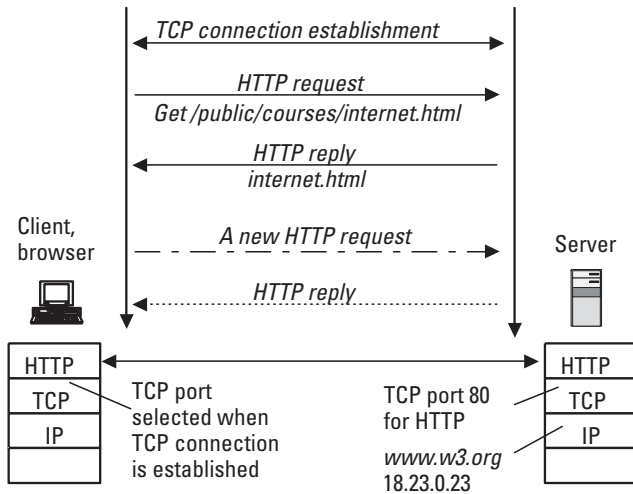 TCP connection establishment
HTTP request
Get /public/courses/internet.html
HTTP reply
internet.html
Client,
browser
A new HTTP request
Server
HTTP reply
HTTP
TCP
IP
TCP port
selected when
TCP connection
is established
TCP port 80
for HTTP
www.w3.org
18.23.0.23
HTTP
TCP
IP